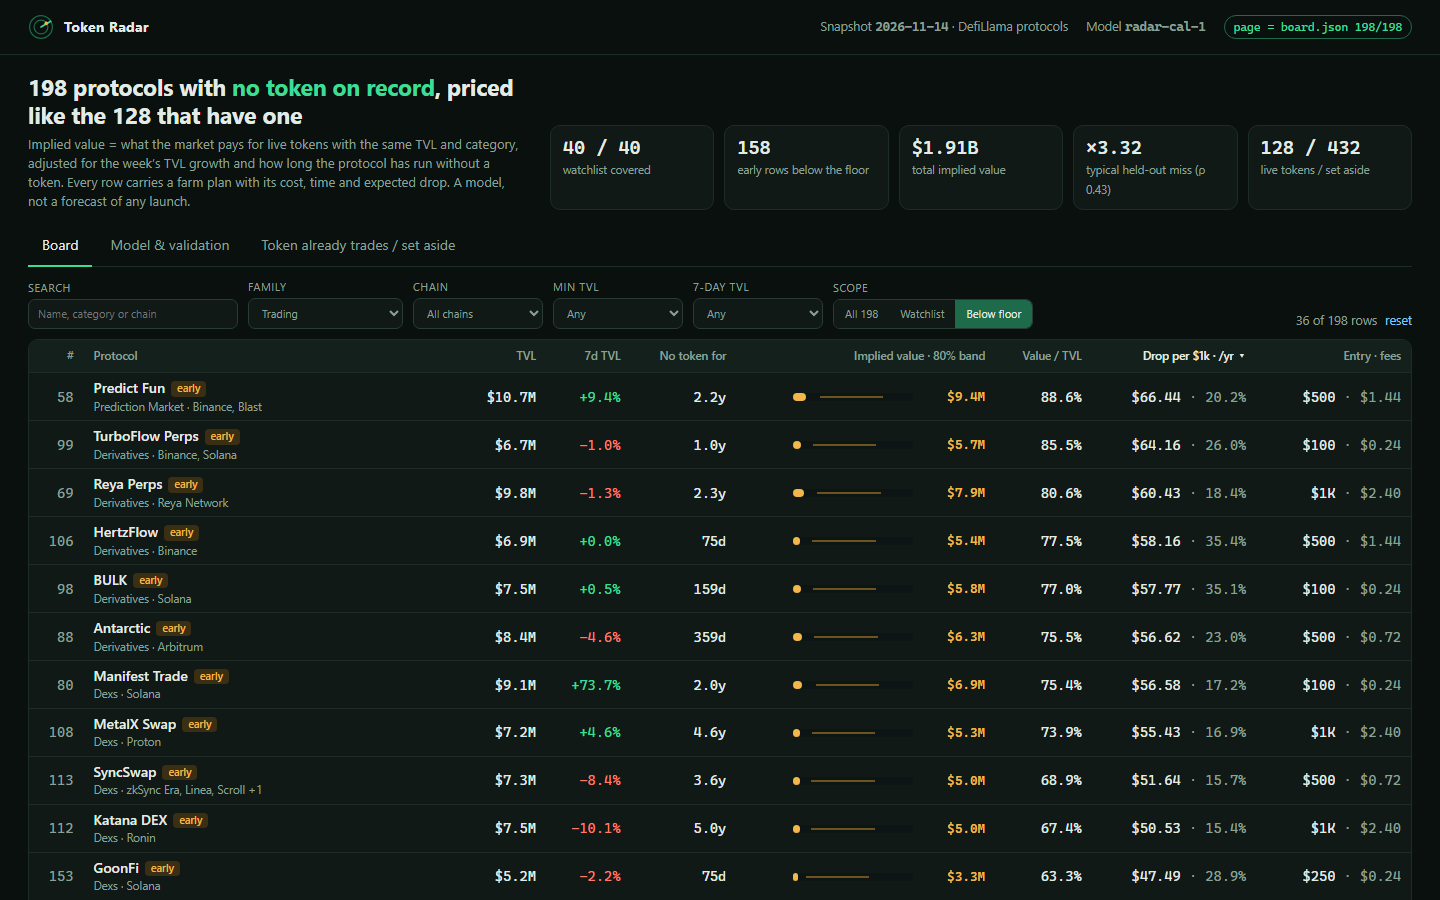 Token Radar
Snapshot 2026-11-14 · DefiLlama protocols Model radar-cal-1 page = board.json 198/198
198 protocols with no token on record, priced
like the 128 that have one
Implied value = what the market pays for live tokens with the same TVL and category,
adjusted for the week's TVL growth and how long the protocol has run without a
token. Every row carries a farm plan with its cost, time and expected drop. A model,
not a forecast of any launch.
40 / 40
watchlist covered
158
early rows below the floor
$1.91B
total implied value
×3.32
typical held-out miss (ρ
0.43)
128 / 432
live tokens / set aside
Board Model & validation Token already trades / set aside
SEARCH FAMILY CHAIN MIN TVL 7-DAY TVL SCOPE
Name, category or chain Trading All chains Any Any All 198 Watchlist Below floor
36 of 198 rows reset
# Protocol TVL 7d TVL No token for Implied value · 80% band Value / TVL Drop per $1k · /yr ▼ Entry · fees
58 Predict Fun early $10.7M +9.4% 2.2y $9.4M 88.6% $66.44 · 20.2% $500 · $1.44
Prediction Market · Binance, Blast
99 TurboFlow Perps early $6.7M −1.0% 1.0y $5.7M 85.5% $64.16 · 26.0% $100 · $0.24
Derivatives · Binance, Solana
69 Reya Perps early $9.8M −1.3% 2.3y $7.9M 80.6% $60.43 · 18.4% $1K · $2.40
Derivatives · Reya Network
106 HertzFlow early $6.9M +0.0% 75d $5.4M 77.5% $58.16 · 35.4% $500 · $1.44
Derivatives · Binance
98 BULK early $7.5M +0.5% 159d $5.8M 77.0% $57.77 · 35.1% $100 · $0.24
Derivatives · Solana
88 Antarctic early $8.4M −4.6% 359d $6.3M 75.5% $56.62 · 23.0% $500 · $0.72
Derivatives · Arbitrum
80 Manifest Trade early $9.1M +73.7% 2.0y $6.9M 75.4% $56.58 · 17.2% $100 · $0.24
Dexs · Solana
108 MetalX Swap early $7.2M +4.6% 4.6y $5.3M 73.9% $55.43 · 16.9% $1K · $2.40
Dexs · Proton
113 SyncSwap early $7.3M −8.4% 3.6y $5.0M 68.9% $51.64 · 15.7% $500 · $0.72
Dexs · zkSync Era, Linea, Scroll +1
112 Katana DEX early $7.5M −10.1% 5.0y $5.0M 67.4% $50.53 · 15.4% $1K · $2.40
Dexs · Ronin
153 GoonFi early $5.2M −2.2% 75d $3.3M 63.3% $47.49 · 28.9% $250 · $0.24
Dexs · Solana